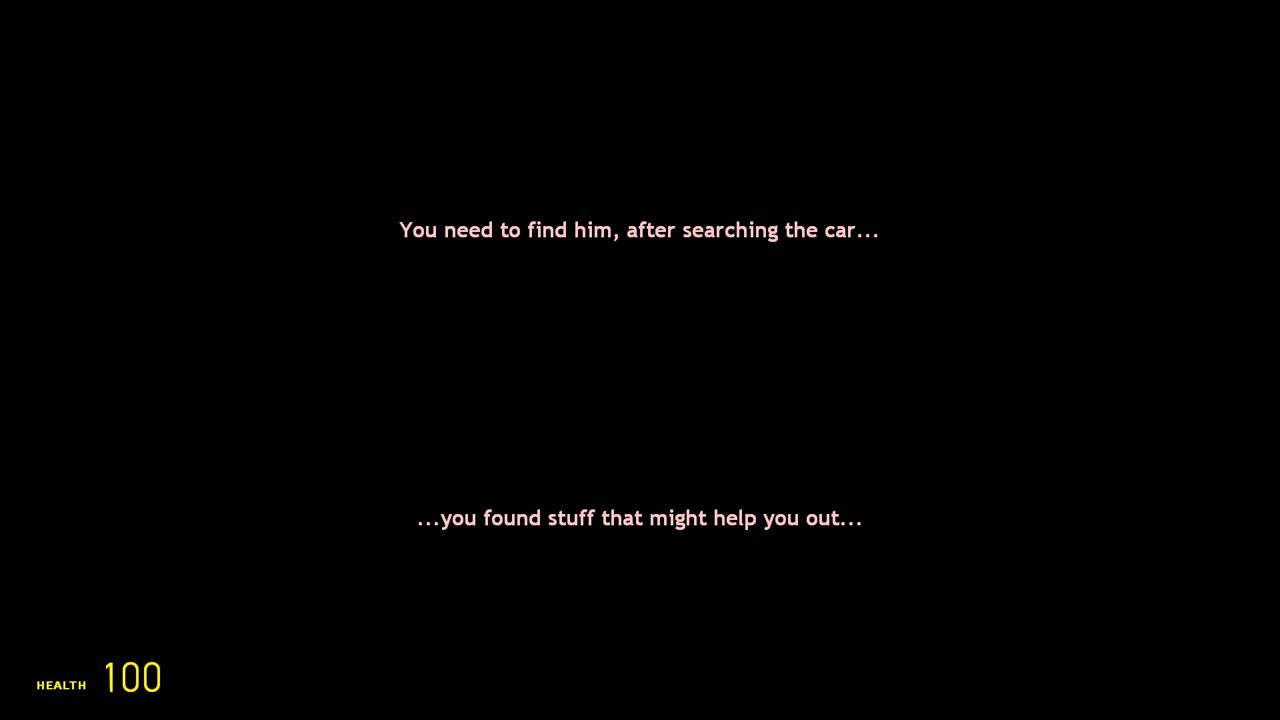 You need to find him, after searching the car...
...you found stuff that might help you out...
HEALTH 100